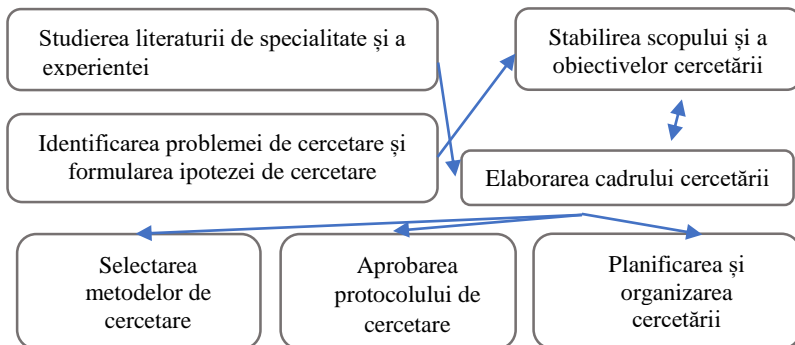 Studierea literaturii de specialitate și a
experienței
Stabilirea scopului și a
obiectivelor cercetării
Identificarea problemei de cercetare și
formularea ipotezei de cercetare
Elaborarea cadrului cercetării
Selectarea
metodelor de
cercetare
Aprobarea
protocolului de
cercetare
Planificarea și
organizarea
cercetării